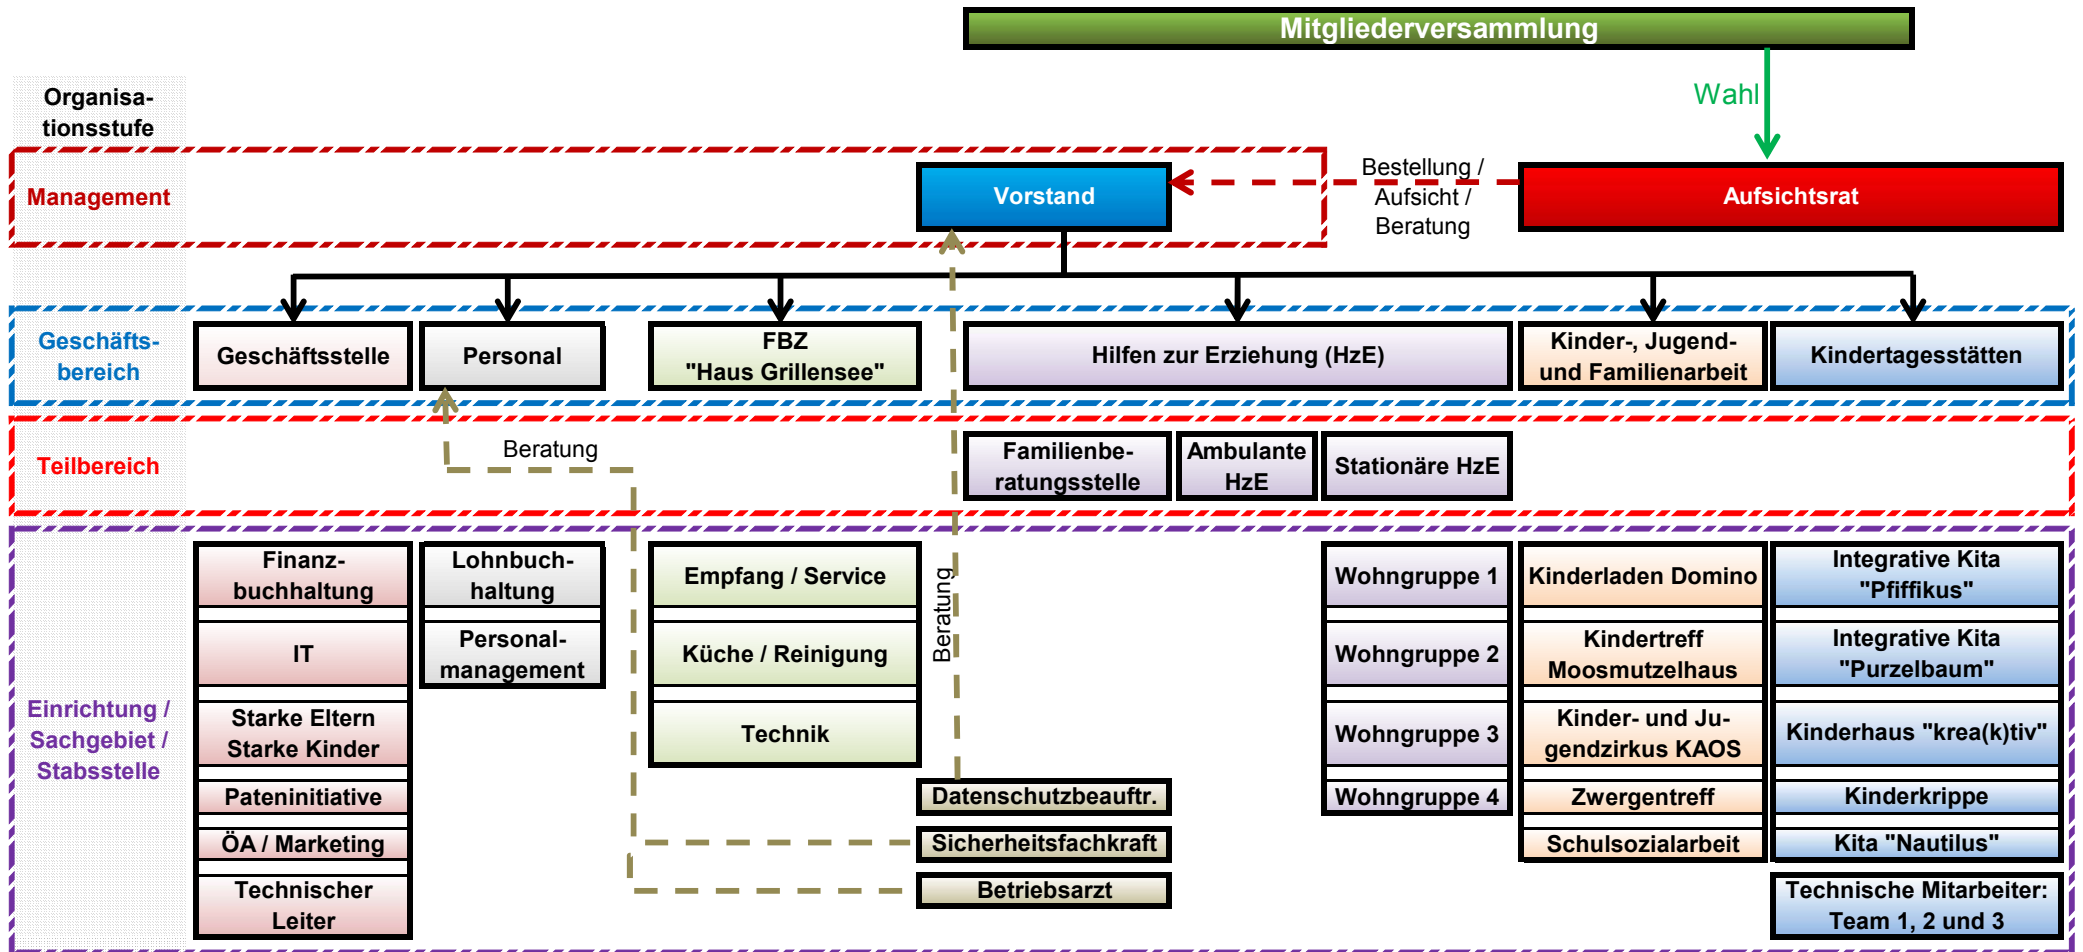 Mitgliederversammlung
Organisa-
tionsstufe
Wahl
Management
Vorstand
Bestellung /
Aufsicht /
Beratung
Aufsichtsrat
Geschäfts-
bereich
Geschäftsstelle
Personal
FBZ
"Haus Grillensee"
Hilfen zur Erziehung (HzE)
Kinder-, Jugend-
und Familienarbeit
Kindertagesstätten
Teilbereich
Beratung
Familienbe-
ratungsstelle
Ambulante
HzE
Stationäre HzE
Einrichtung /
Sachgebiet /
Stabsstelle
Finanz-
buchhaltung
IT
Starke Eltern
Starke Kinder
Pateninitiative
ÖA / Marketing
Technischer
Leiter
Lohnbuch-
haltung
Personal-
management
Empfang / Service
Küche / Reinigung
Technik
Beratung
Datenschutzbeauftr.
Sicherheitsfachkraft
Betriebsarzt
Wohngruppe 1
Wohngruppe 2
Wohngruppe 3
Wohngruppe 4
Kinderladen Domino
Kindertreff
Moosmutzelhaus
Kinder- und Ju-
gendzirkus KAOS
Zwergentreff
Schulsozialarbeit
Integrative Kita
"Pfiffikus"
Integrative Kita
"Purzelbaum"
Kinderhaus "krea(k)tiv"
Kinderkrippe
Kita "Nautilus"
Technische Mitarbeiter:
Team 1, 2 und 3